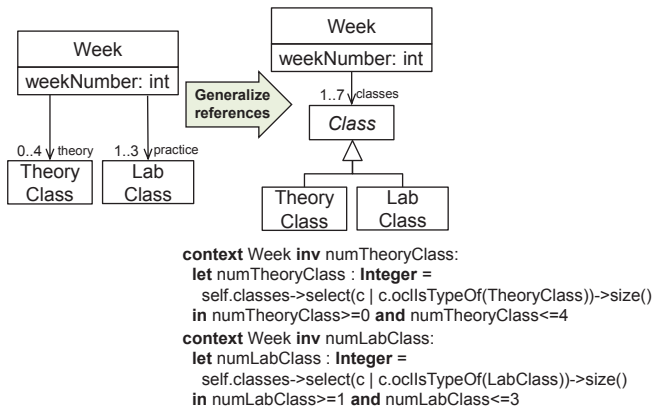 Week
weekNumber: int
0..4 theory
1..3 practice
Theory
Class
Lab
Class
Generalize
references
Week
weekNumber: int
1..7 classes
Class
Theory
Class
Lab
Class
context Week inv numTheoryClass:
let numTheoryClass : Integer =
self.classes->select(c | c.oclIsTypeOf(TheoryClass))->size()
in numTheoryClass>=0 and numTheoryClass<=4
context Week inv numLabClass:
let numLabClass : Integer =
self.classes->select(c | c.oclIsTypeOf(LabClass))->size()
in numLabClass>=1 and numLabClass<=3